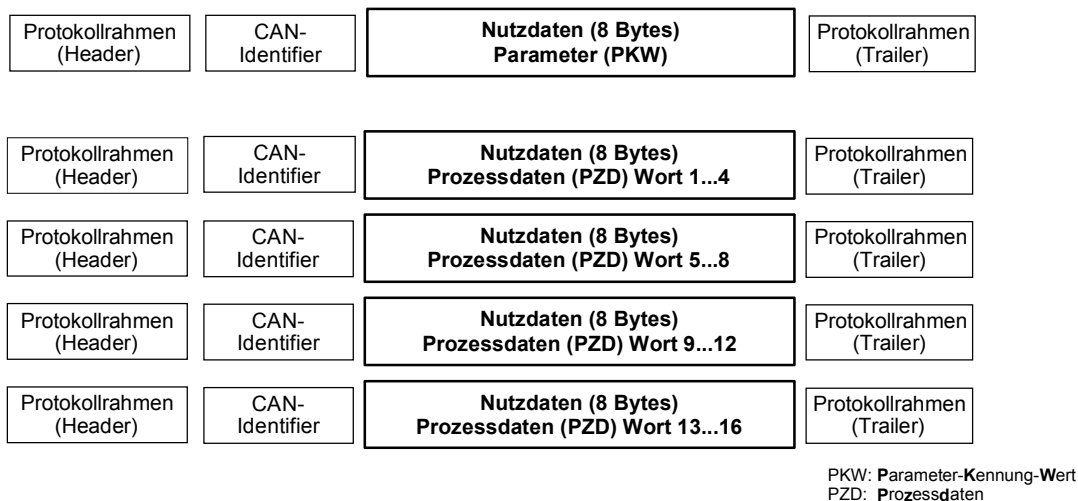 Protokollrahmen
(Header)
CAN-
Identifier
Nutzdaten (8 Bytes)
Parameter (PKW)
Protokollrahmen
(Trailer)
Protokollrahmen
(Header)
CAN-
Identifier
Nutzdaten (8 Bytes)
Prozessdaten (PZD) Wort 1...4
Protokollrahmen
(Trailer)
Protokollrahmen
(Header)
CAN-
Identifier
Nutzdaten (8 Bytes)
Prozessdaten (PZD) Wort 5...8
Protokollrahmen
(Trailer)
Protokollrahmen
(Header)
CAN-
Identifier
Nutzdaten (8 Bytes)
Prozessdaten (PZD) Wort 9...12
Protokollrahmen
(Trailer)
Protokollrahmen
(Header)
CAN-
Identifier
Nutzdaten (8 Bytes)
Prozessdaten (PZD) Wort 13...16
Protokollrahmen
(Trailer)
PKW: Parameter-Kennung-Wert
PZD: Prozessdaten